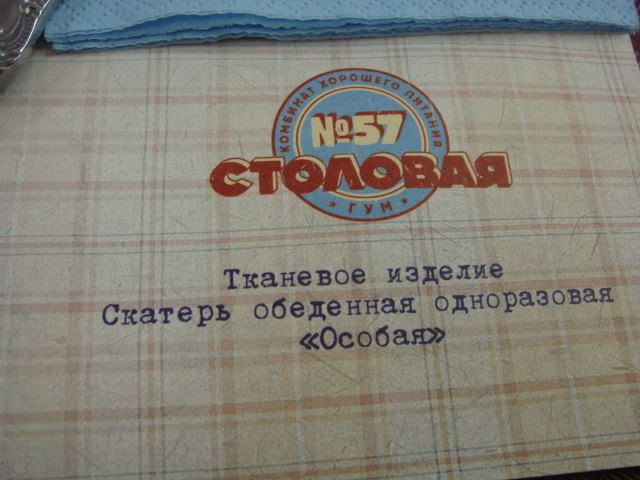 КОМБИНАТ ХОРОШЕГО ПИТАНИЯ
№57
СТОЛОВАЯ
ГУМ
Тканевое изделие
Скатерь обеденная одноразовая
«Особая»